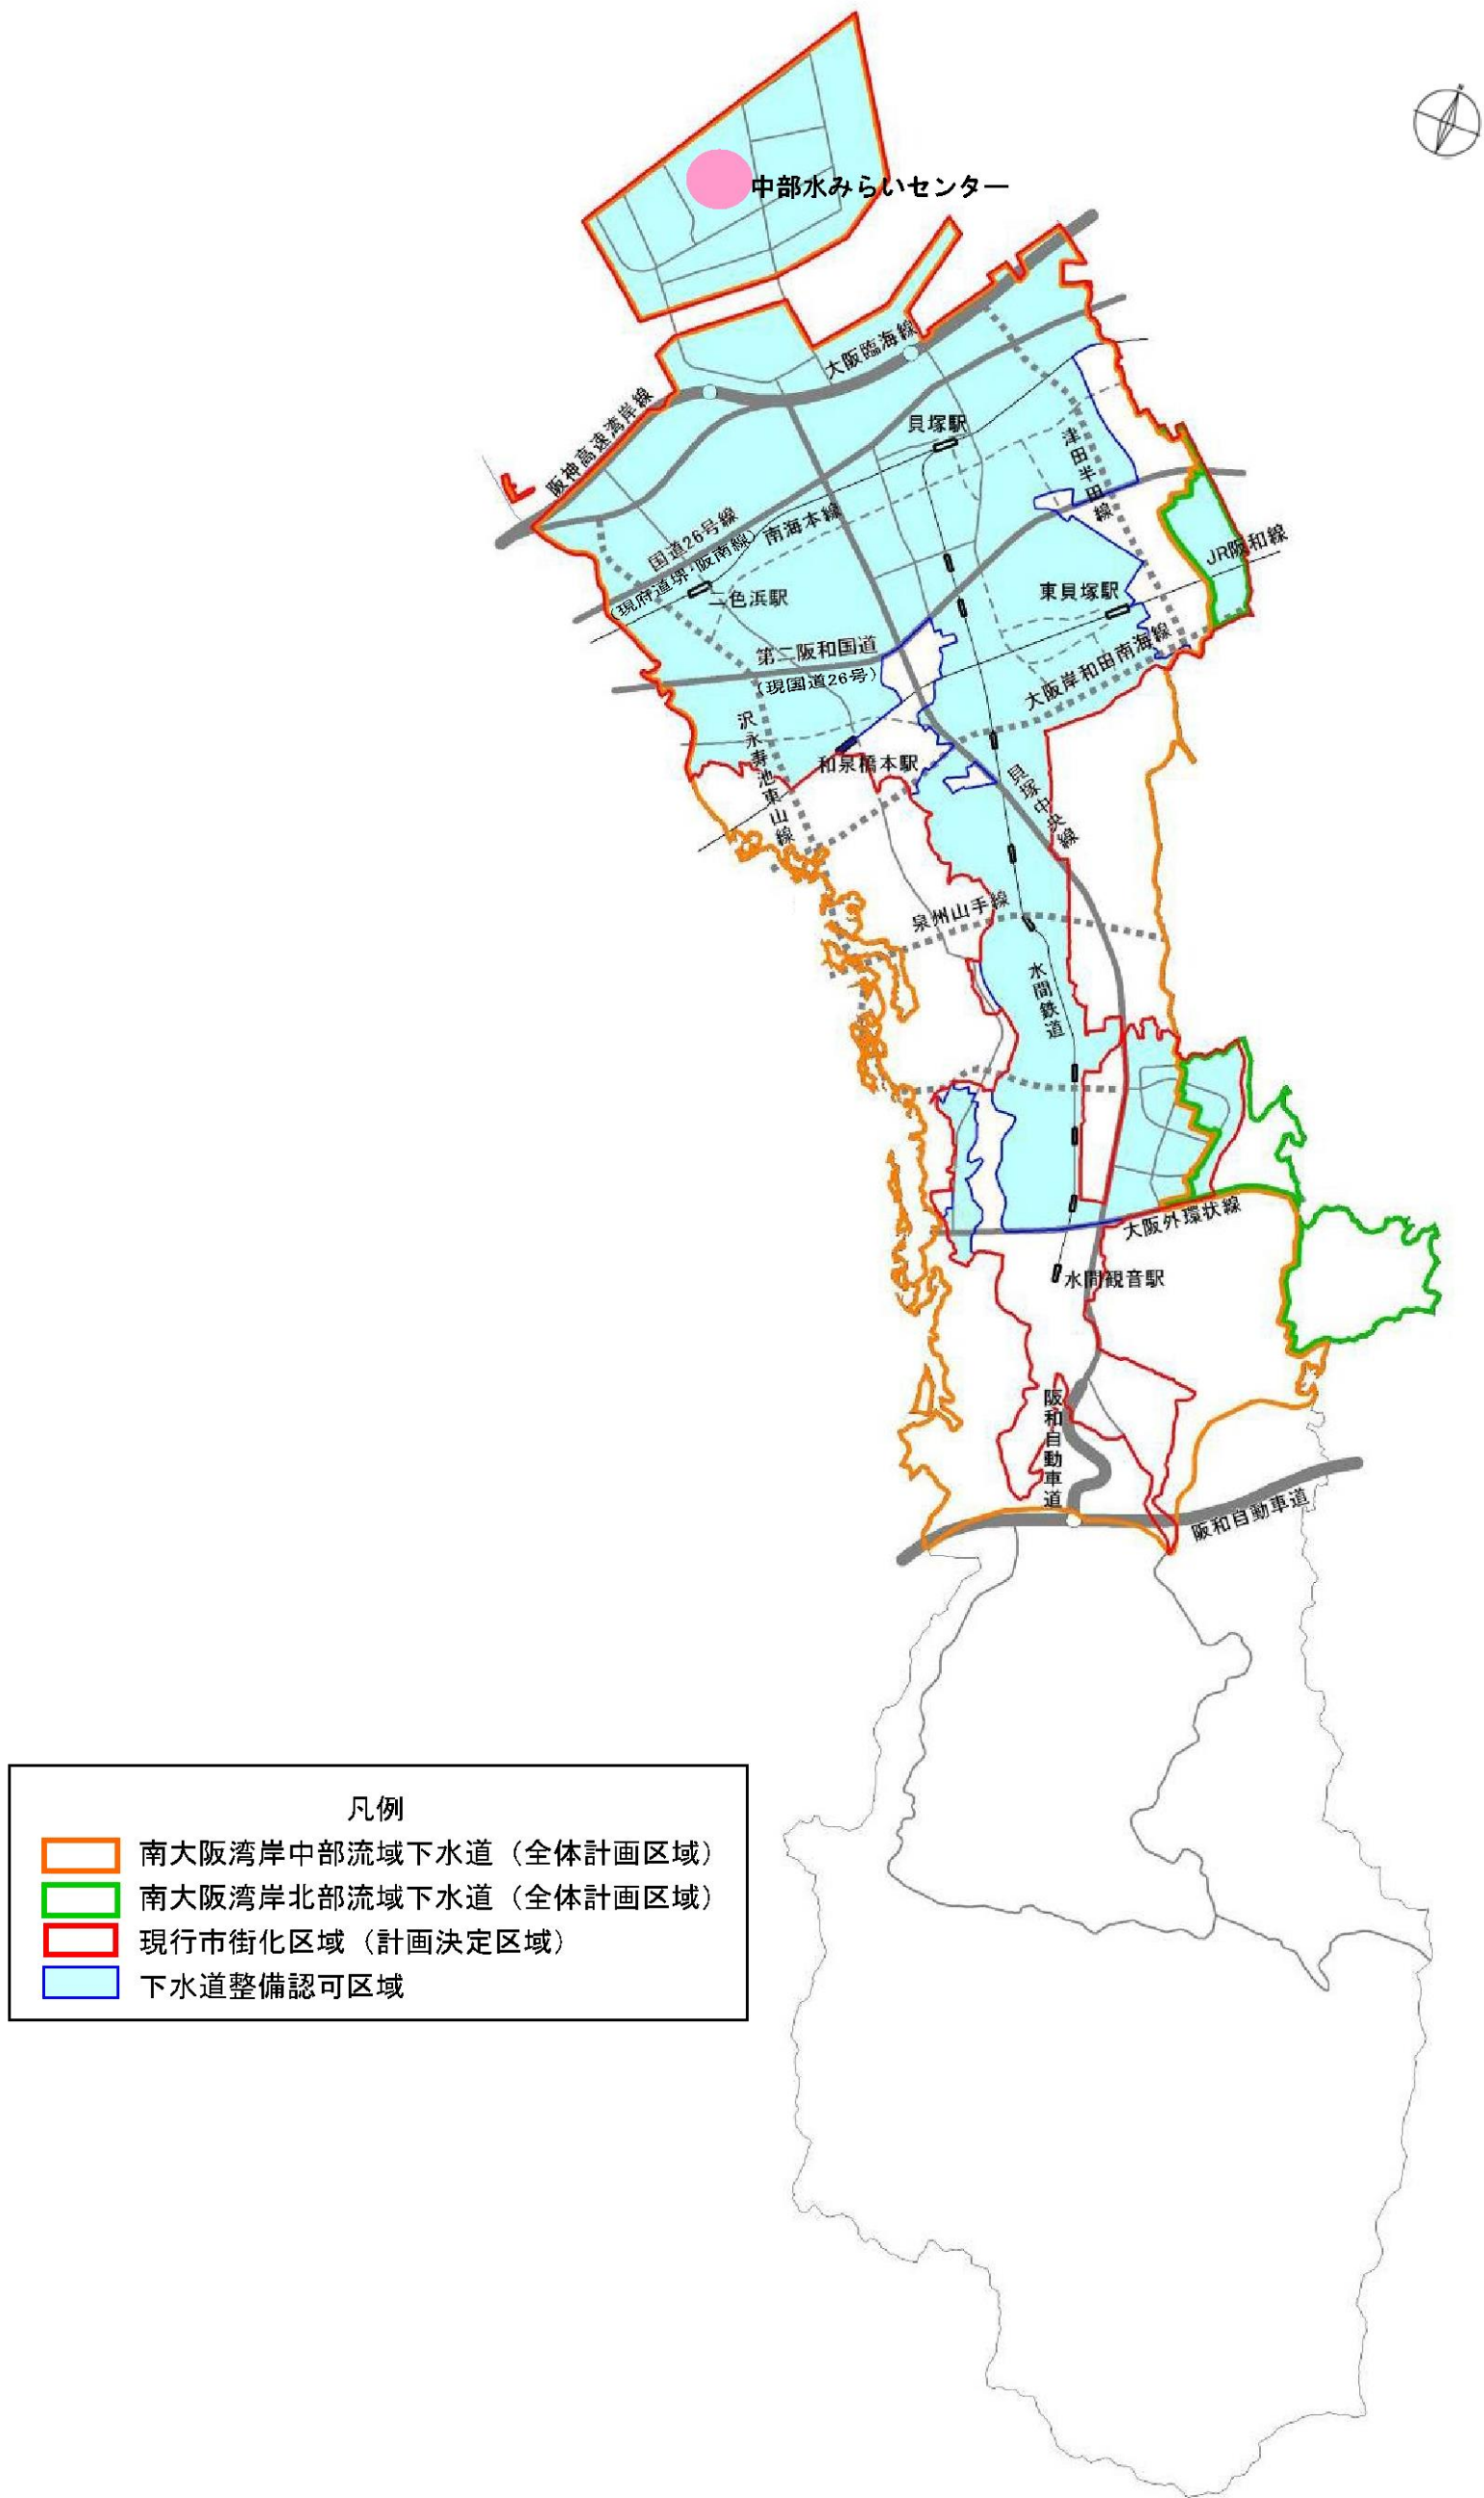 中部水みらいセンター
大阪臨海線
阪神高速湾岸線
貝塚駅
津田半田線
国道26号線
(現府道堺・阪南線)
南海本線
JR阪和線
二色浜駅
東貝塚駅
第二阪和国道
(現国道26号)
大阪岸和田南海線
沢永寿池東山線
和泉橋本駅
貝塚中央線
泉州山手線
水間鉄道
大阪外環状線
水間観音駅
阪和自動車道
阪和自動車道
凡例
南大阪湾岸中部流域下水道（全体計画区域）
南大阪湾岸北部流域下水道（全体計画区域）
現行市街化区域（計画決定区域）
下水道整備認可区域